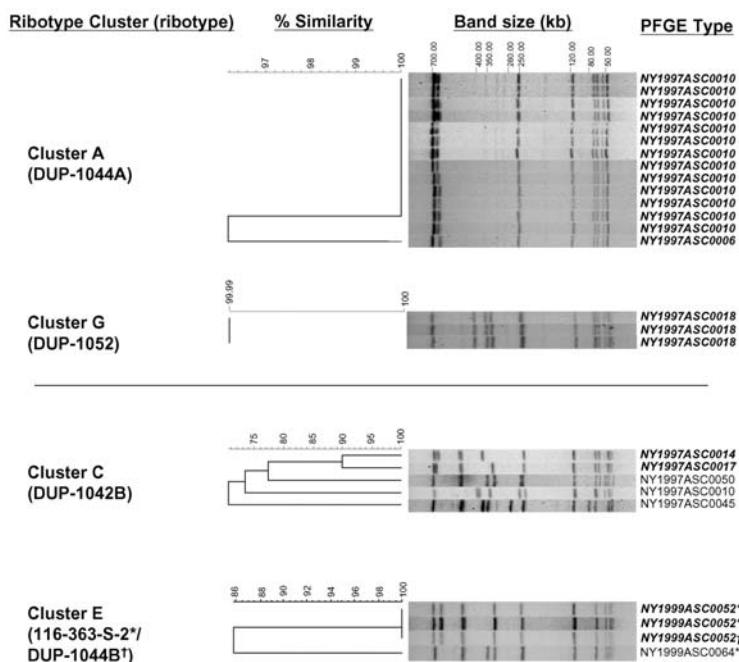 Ribotype Cluster (ribotype) % Similarity Band size (kb) PFGE Type
97 98 99 100 700.00 400.00 350.00 280.00 250.00 120.00 80.00 50.00
NY1997ASC0010
NY1997ASC0010
NY1997ASC0010
NY1997ASC0010
NY1997ASC0010
NY1997ASC0010
Cluster A NY1997ASC0010
(DUP-1044A) NY1997ASC0010
NY1997ASC0010
NY1997ASC0010
NY1997ASC0010
NY1997ASC0010
NY1997ASC0010
NY1997ASC0006
99.99 100
Cluster G NY1997ASC0018
(DUP-1052) NY1997ASC0018
NY1997ASC0018
75 80 85 90 95 100
NY1997ASC0014
Cluster C NY1997ASC0017
(DUP-1042B) NY1997ASC0050
NY1997ASC0010
NY1997ASC0045
86 88 90 92 94 96 98 100
Cluster E NY1999ASC0052*
(116-363-S-2*/ NY1999ASC0052*
DUP-1044B†) NY1999ASC0052†
NY1999ASC0064*